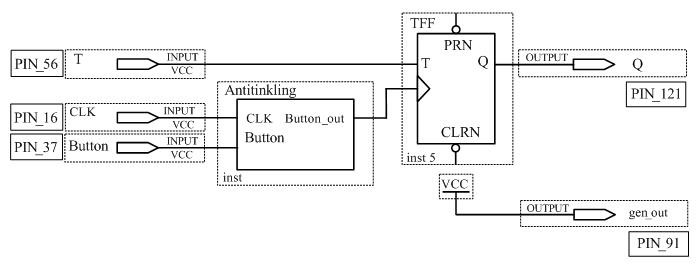 TFF
PIN_56
T
INPUT
VCC
PRN
T
Q
OUTPUT
Q
PIN_121
Antitinkling
PIN_16
CLK
INPUT
VCC
CLK
Button_out
PIN_37
Button
INPUT
VCC
Button
inst
CLRN
inst 5
VCC
OUTPUT
gen_out
PIN_91